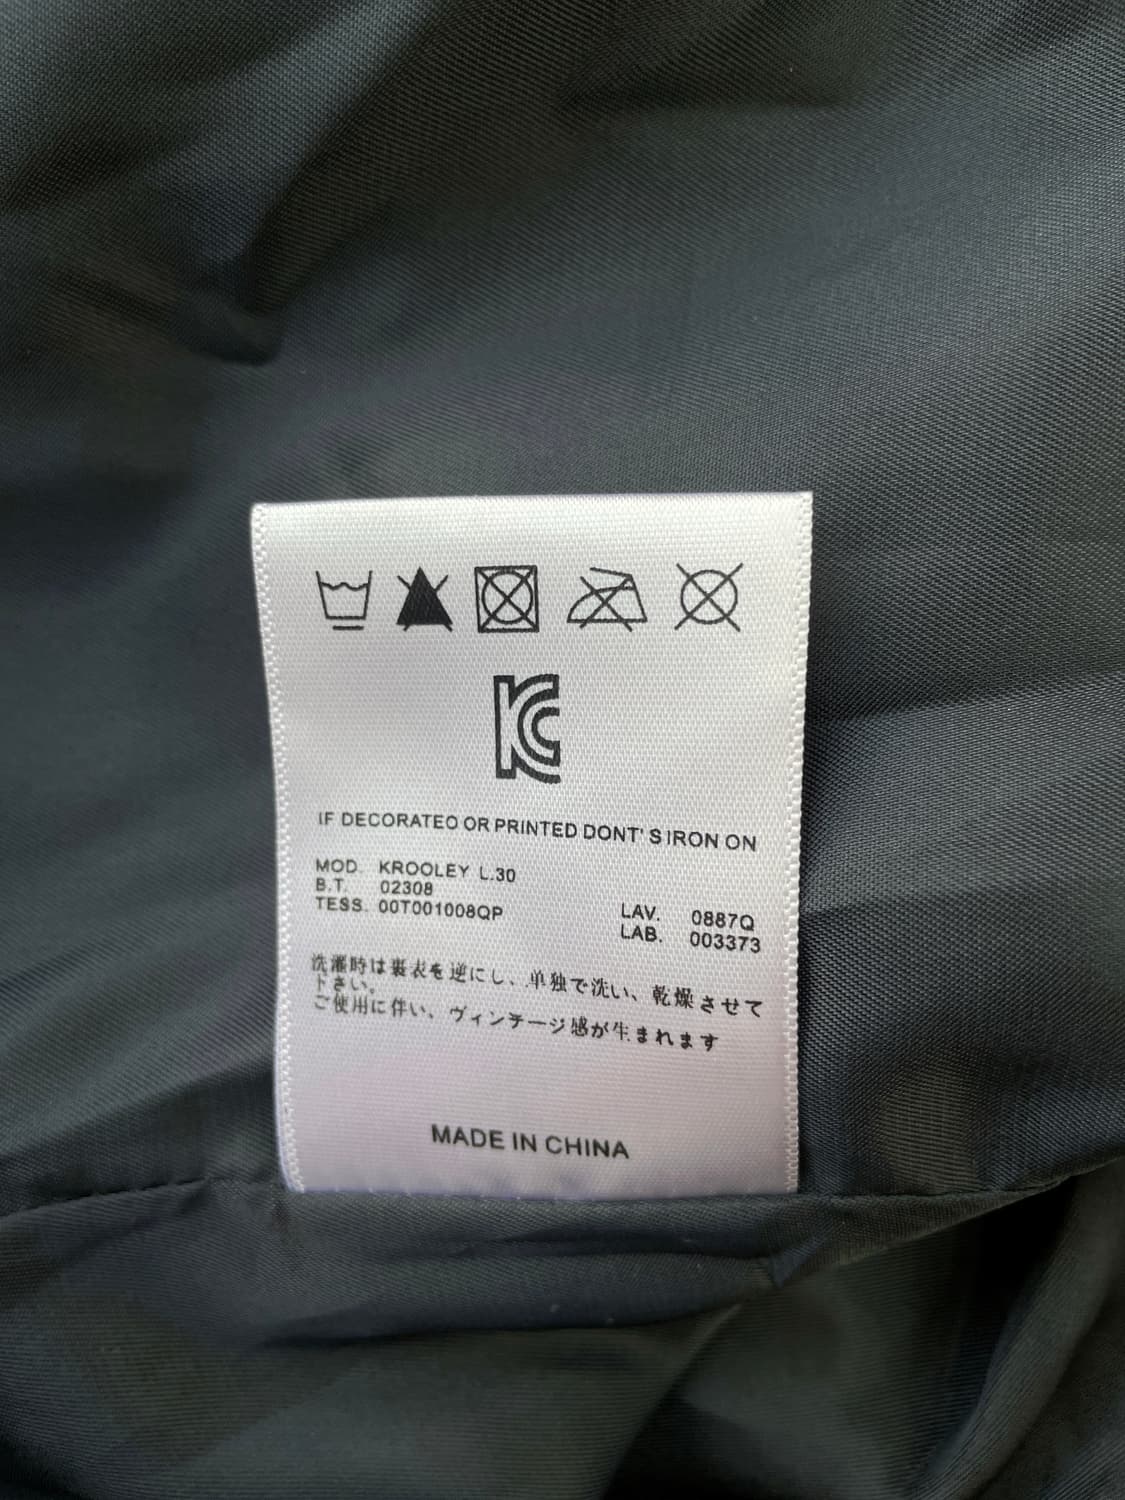 KC
IF DECORATEO OR PRINTED DONT' S IRON ON
MOD. KROOLEY L.30
B.T. 02308
TESS. 00T001008QP
LAV. 0887Q
LAB. 003373
洗濯時は裏表を逆にし、単独で洗い、乾燥させて
下さい。
ご使用に伴い、ヴィンテージ感が生まれます
MADE IN CHINA